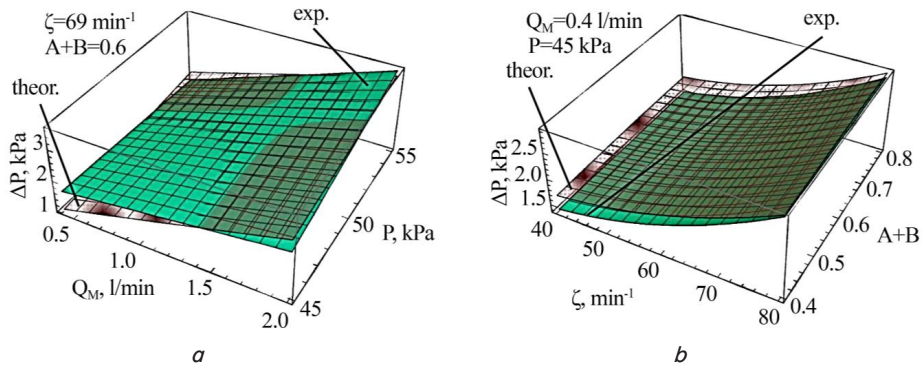 ζ=69 min⁻¹
A+B=0.6
exp.
theor.
ΔP, kPa
3
2
1
0.5
1.0
1.5
2.0
Q_M, l/min
45
50
55
P, kPa
a
Q_M=0.4 l/min
P=45 kPa
exp.
theor.
ΔP, kPa
2.5
2.0
1.5
40
50
60
70
80
ζ, min⁻¹
0.4
0.5
0.6
0.7
0.8
A+B
b